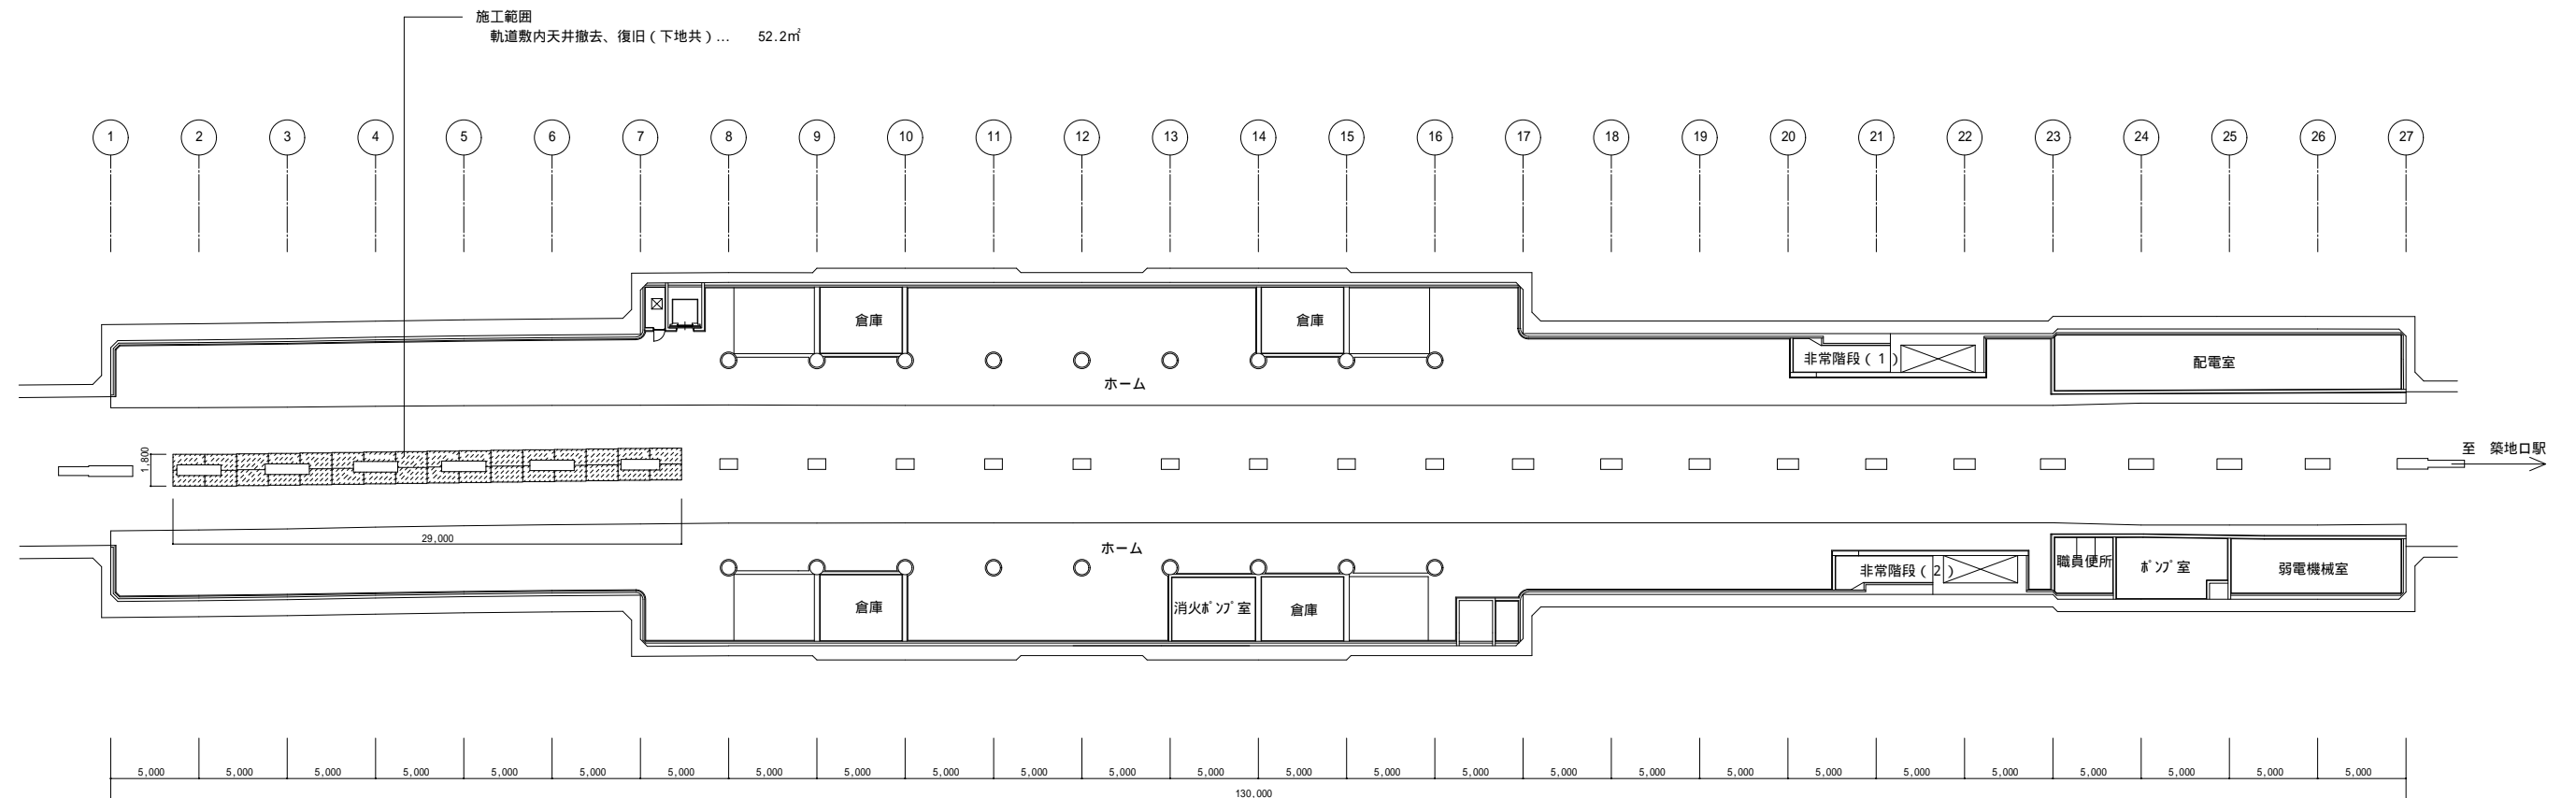 施工範囲
軌道敷内天井撤去、復旧(下地共)... 52.2㎡
1 2 3 4 5 6 7 8 9 10 11 12 13 14 15 16 17 18 19 20 21 22 23 24 25 26 27
倉庫 倉庫
非常階段(1) 配電室
ホーム
至 築地口駅
1,800
29,000
ホーム
非常階段(2) 職員便所 ポンプ室 弱電機械室
倉庫 消火ポンプ室 倉庫
5,000 5,000 5,000 5,000 5,000 5,000 5,000 5,000 5,000 5,000 5,000 5,000 5,000 5,000 5,000 5,000 5,000 5,000 5,000 5,000 5,000 5,000 5,000 5,000 5,000 5,000
130,000